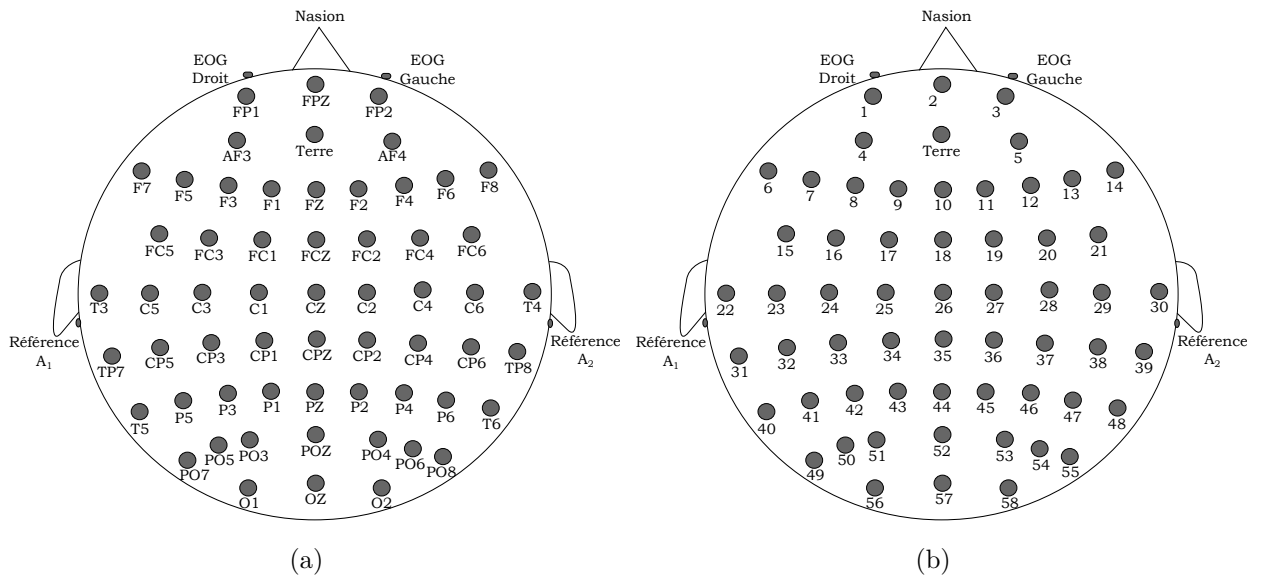 Nasion
EOG
Droit
EOG
Gauche
FP1 FPZ FP2
AF3 Terre AF4
F7 F5 F3 F1 FZ F2 F4 F6 F8
FC5 FC3 FC1 FCZ FC2 FC4 FC6
T3 C5 C3 C1 CZ C2 C4 C6 T4
Référence
A1
Référence
A2
TP7 CP5 CP3 CP1 CPZ CP2 CP4 CP6 TP8
T5 P5 P3 P1 PZ P2 P4 P6 T6
PO7 PO5 PO3 POZ PO4 PO6 PO8
O1 OZ O2
(a)
Nasion
EOG
Droit
EOG
Gauche
1 2 3
4 Terre 5
6 7 8 9 10 11 12 13 14
15 16 17 18 19 20 21
22 23 24 25 26 27 28 29 30
Référence
A1
Référence
A2
31 32 33 34 35 36 37 38 39
40 41 42 43 44 45 46 47 48
49 50 51 52 53 54 55
56 57 58
(b)